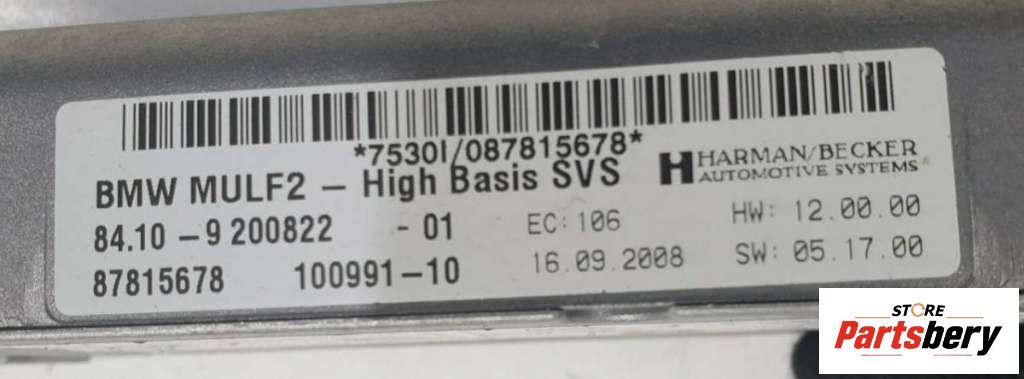 *7530I/087815678*
BMW MULF2 – High Basis SVS
HARMAN/BECKER
AUTOMOTIVE SYSTEMS
84.10 – 9 200822 - 01
EC: 106
HW: 12.00.00
87815678 100991–10
16.09.2008
SW: 05.17.00
STORE
Partsbery